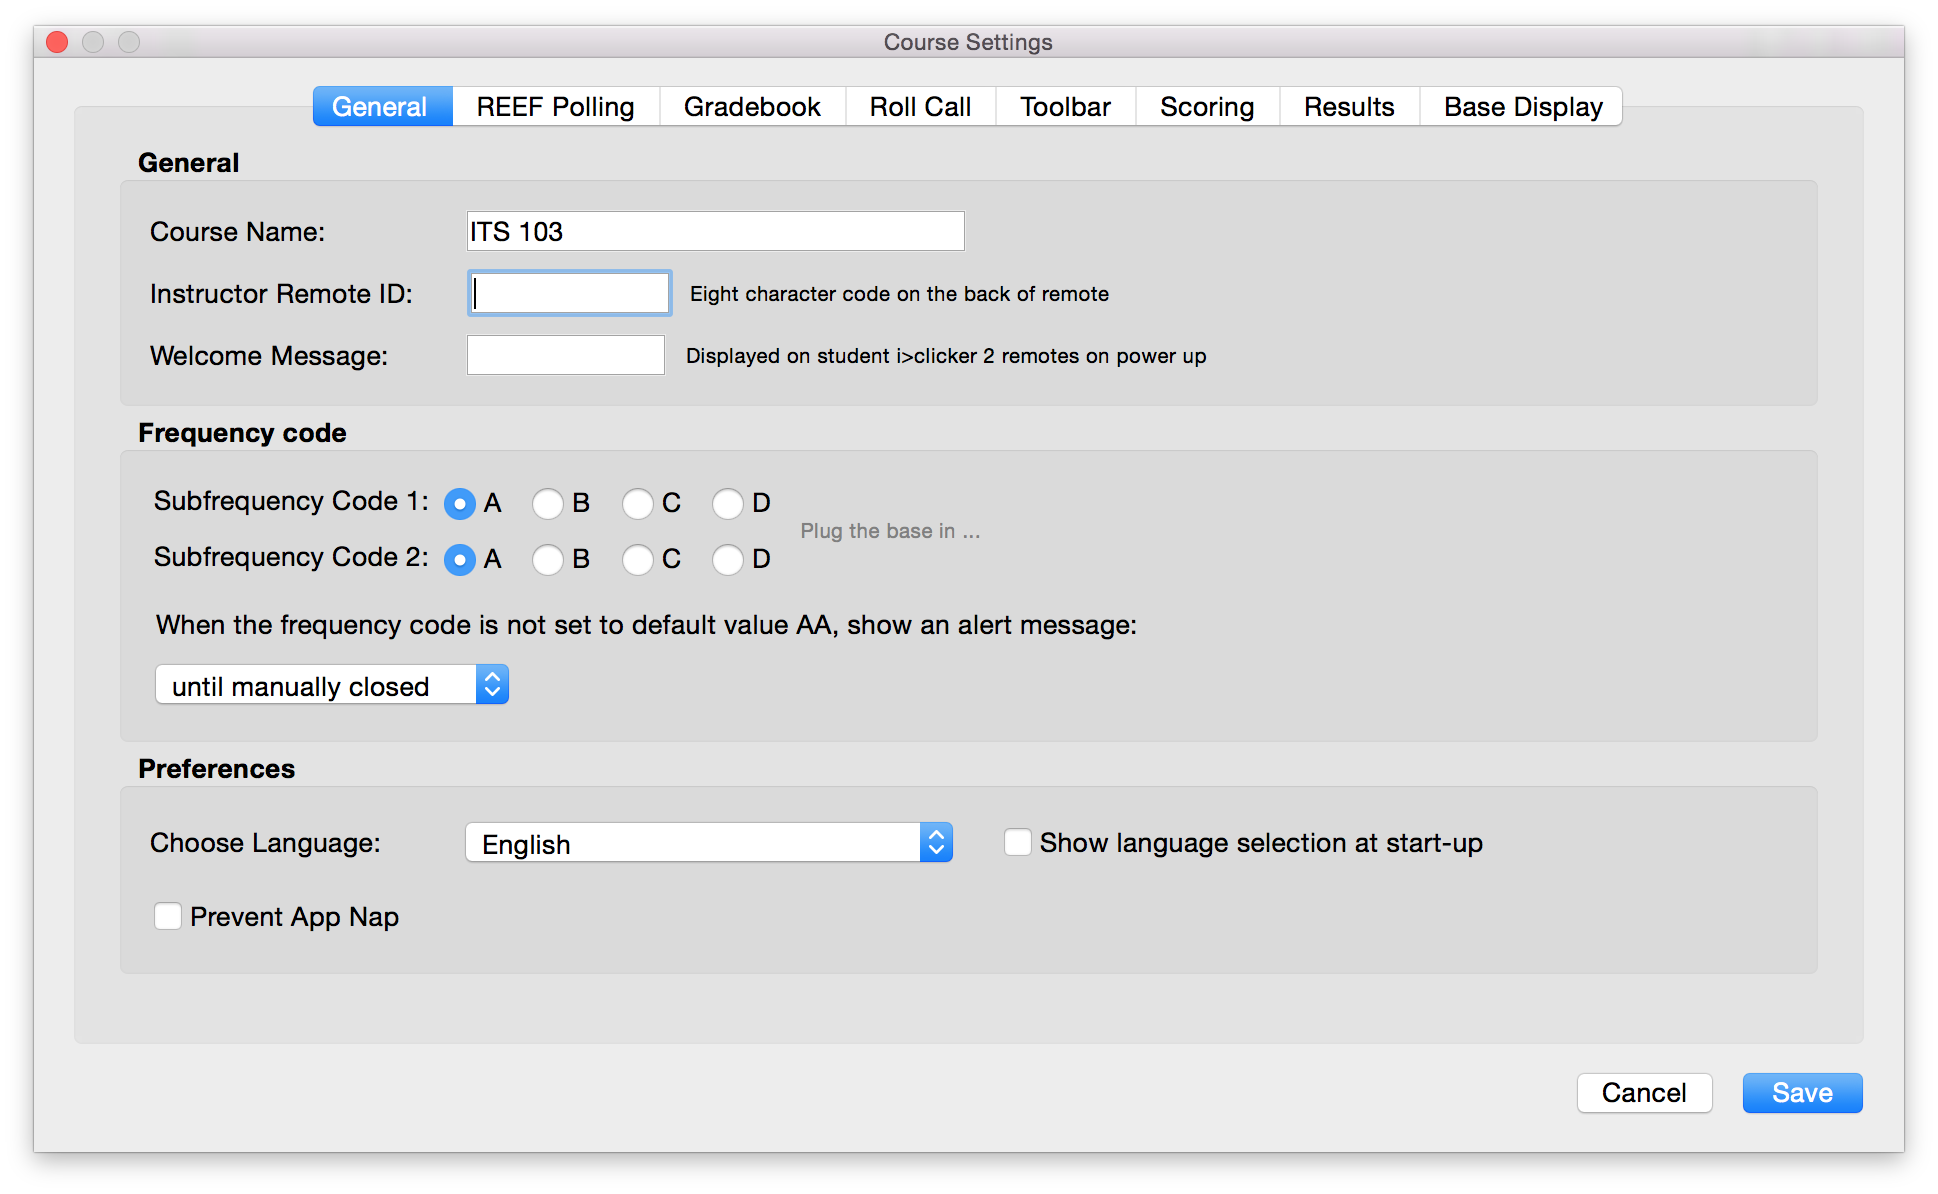 Course Settings
General REEF Polling Gradebook Roll Call Toolbar Scoring Results Base Display
General
Course Name: ITS 103
Instructor Remote ID: Eight character code on the back of remote
Welcome Message: Displayed on student i>clicker 2 remotes on power up
Frequency code
Subfrequency Code 1: A B C D
Plug the base in ...
Subfrequency Code 2: A B C D
When the frequency code is not set to default value AA, show an alert message:
until manually closed
Preferences
Choose Language: English Show language selection at start-up
Prevent App Nap
Cancel Save